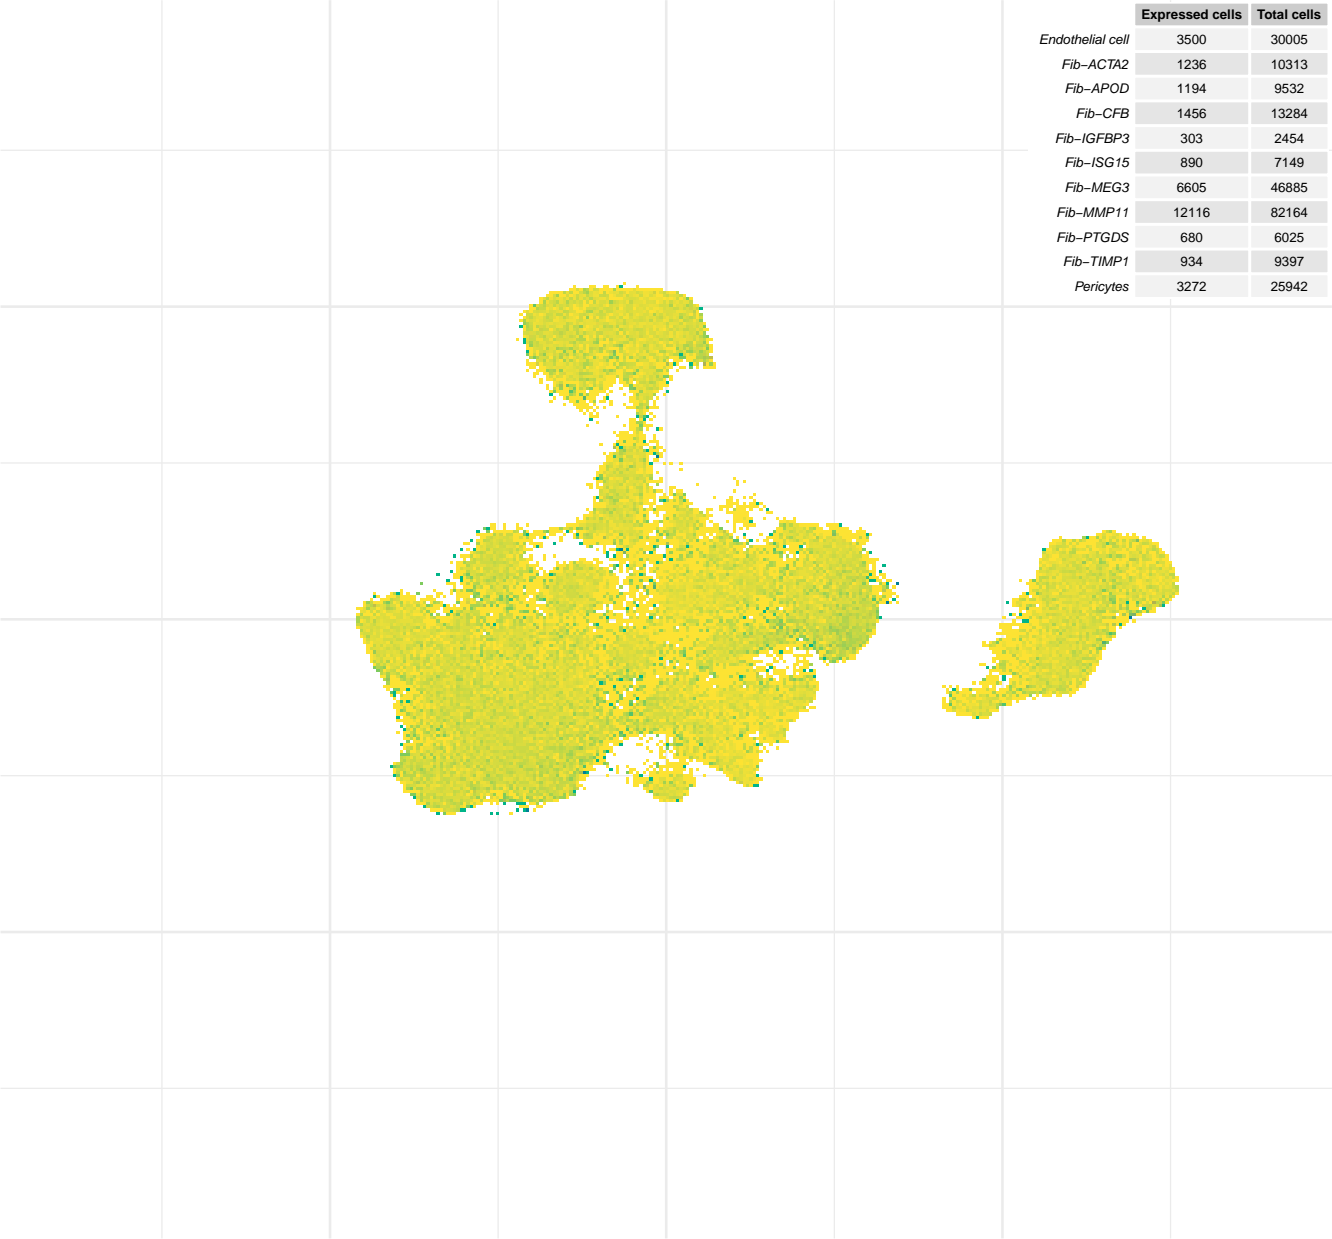 Expressed cells Total cells
Endothelial cell 3500 30005
Fib−ACTA2 1236 10313
Fib−APOD 1194 9532
Fib−CFB 1456 13284
Fib−IGFBP3 303 2454
Fib−ISG15 890 7149
Fib−MEG3 6605 46885
Fib−MMP11 12116 82164
Fib−PTGDS 680 6025
Fib−TIMP1 934 9397
Pericytes 3272 25942